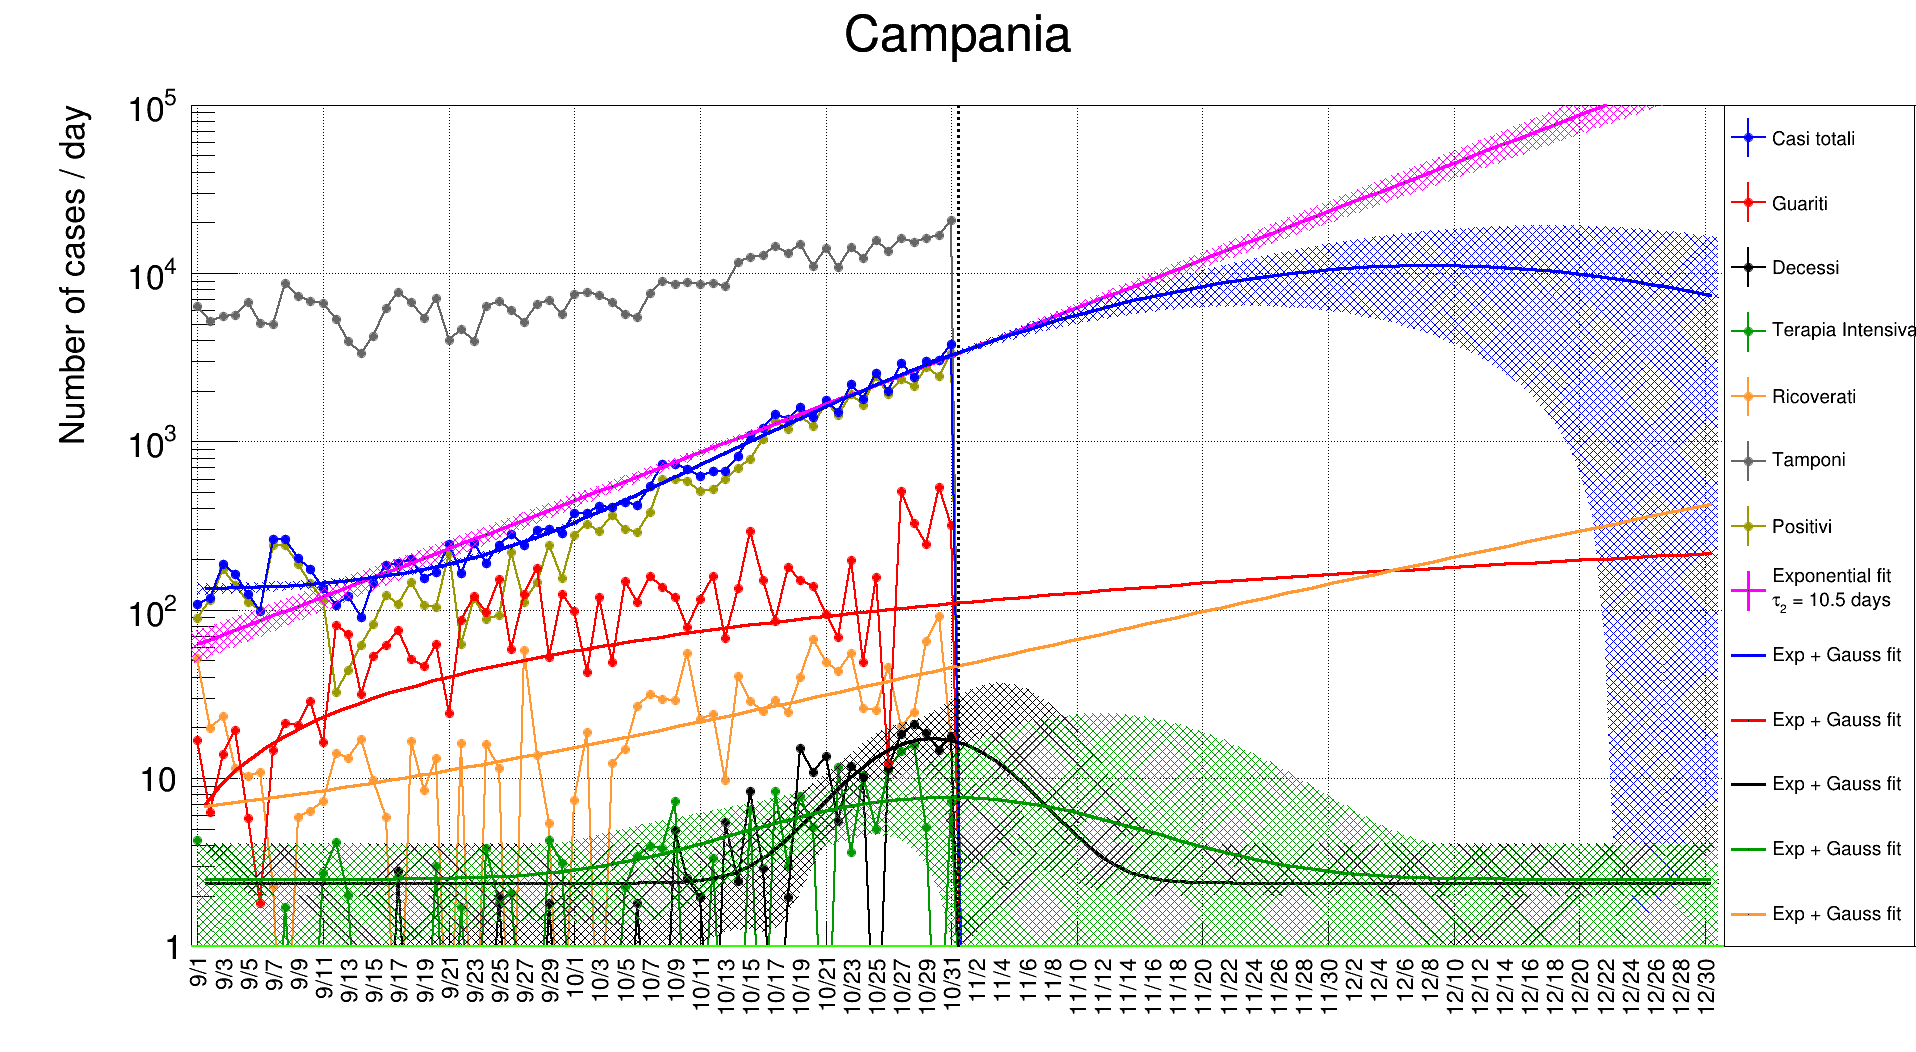 Campania
Number of cases / day
10⁵
10⁴
10³
10²
10
1
9/1 9/3 9/5 9/7 9/9 9/11 9/13 9/15 9/17 9/19 9/21 9/23 9/25 9/27 9/29 10/1 10/3 10/5 10/7 10/9 10/11 10/13 10/15 10/17 10/19 10/21 10/23 10/25 10/27 10/29 10/31 11/2 11/4 11/6 11/8 11/10 11/12 11/14 11/16 11/18 11/20 11/22 11/24 11/26 11/28 11/30 12/2 12/4 12/6 12/8 12/10 12/12 12/14 12/16 12/18 12/20 12/22 12/24 12/26 12/28 12/30
Casi totali
Guariti
Decessi
Terapia Intensiva
Ricoverati
Tamponi
Positivi
Exponential fit
τ₂ = 10.5 days
Exp + Gauss fit
Exp + Gauss fit
Exp + Gauss fit
Exp + Gauss fit
Exp + Gauss fit